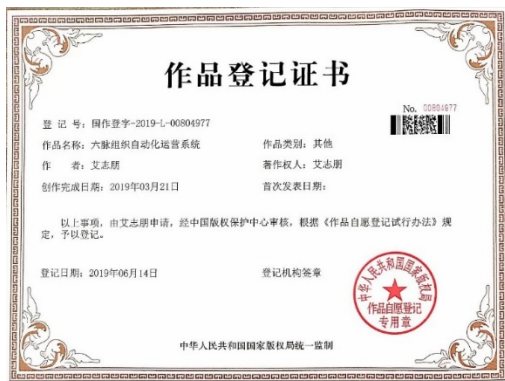 作品登记证书
No. 00804977
登 记 号：国作登字-2019-L-00804977
作品名称：六脉组织自动化运营系统 作品类别：其他
作 者：艾志朋 著作权人：艾志朋
创作完成日期：2019年03月21日 首次发表日期：
以上事项，由艾志朋申请，经中国版权保护中心审核，根据《作品自愿登记试行办法》规
定，予以登记。
登记日期：2019年06月14日 登记机构签章
中华人民共和国国家版权局
作品自愿登记
专用章
中华人民共和国国家版权局统一监制